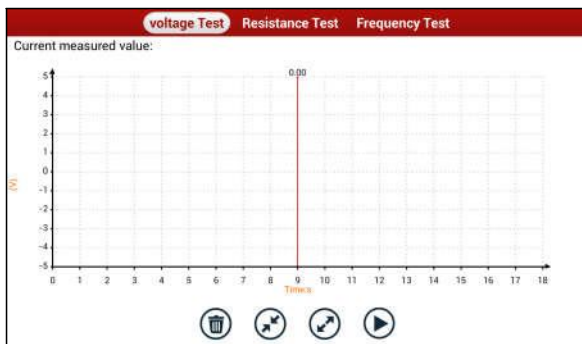 voltage Test Resistance Test Frequency Test
Current measured value:
0.00
5
4
3
2
1
0
-1
-2
-3
-4
-5
(V)
0 1 2 3 4 5 6 7 8 9 10 11 12 13 14 15 16 17 18
Time:s